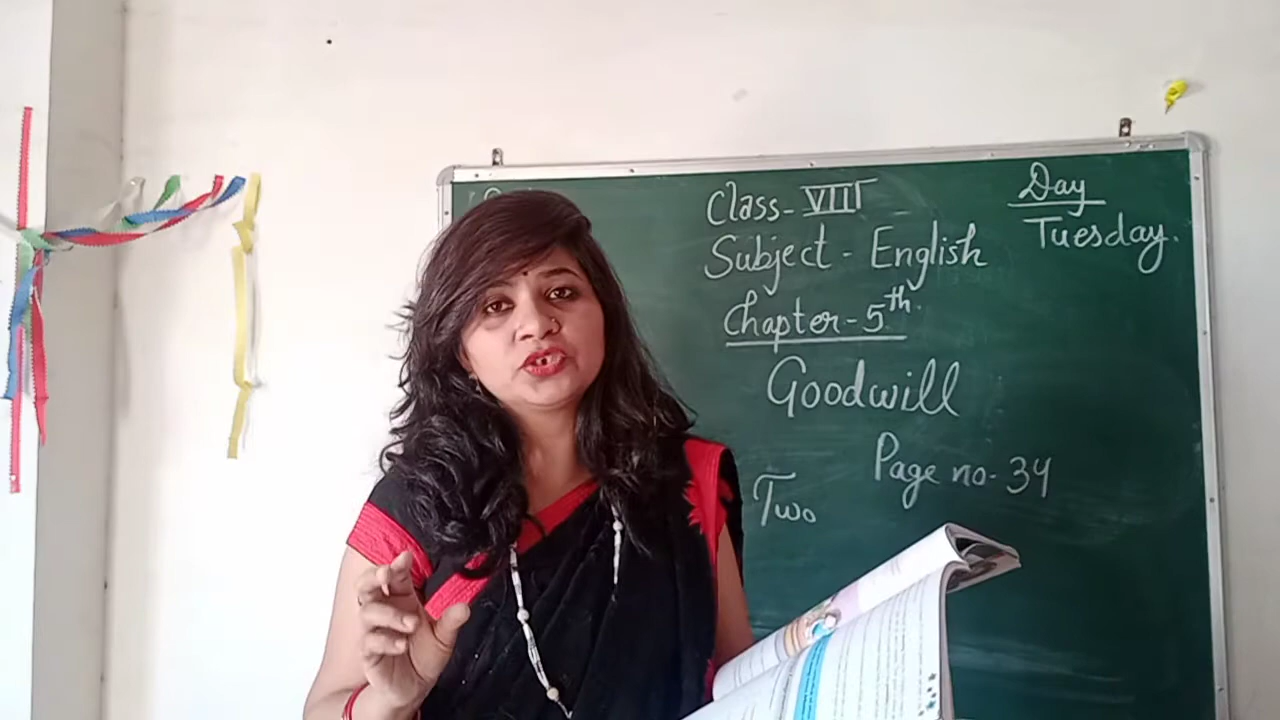 Class - VIII
Subject - English
Chapter - 5th.
Goodwill
Page no. 34
Two
Day
Tuesday.